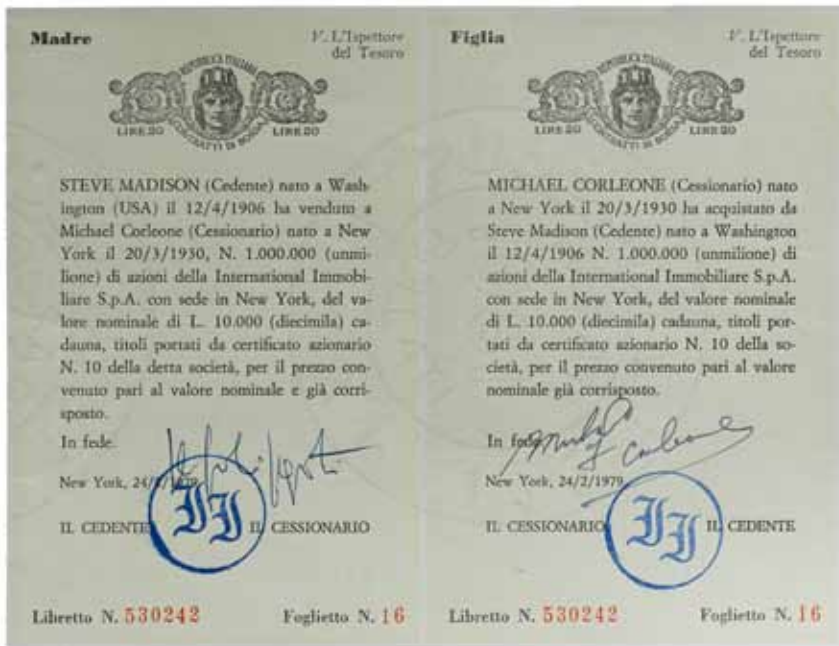 Madre
V. L'Ispettore
del Tesoro
REPUBBLICA ITALIANA
LIRE 20
LIRE 20
CONTRATTI DI BORSA
STEVE MADISON (Cedente) nato a Wash-
ington (USA) il 12/4/1906 ha venduto a
Michael Corleone (Cessionario) nato a New
York il 20/3/1930, N. 1.000.000 (unmi-
lione) di azioni della International Immobi-
liare S.p.A. con sede in New York, del va-
lore nominale di L. 10.000 (diecimila) ca-
dauna, titoli portati da certificato azionario
N. 10 della detta società, per il prezzo con-
venuto pari al valore nominale e già corri-
sposto.
In fede.
New York, 24/2/1979
IL CEDENTE
IL CESSIONARIO
Libretto N. 530242
Foglietto N. 16
Figlia
V. L'Ispettore
del Tesoro
REPUBBLICA ITALIANA
LIRE 20
LIRE 20
CONTRATTI DI BORSA
MICHAEL CORLEONE (Cessionario) nato
a New York il 20/3/1930 ha acquistato da
Steve Madison (Cedente) nato a Washington
il 12/4/1906 N. 1.000.000 (unmilione) di
azioni della International Immobiliare S.p.A.
con sede in New York, del valore nominale
di L. 10.000 (diecimila) cadauna, titoli por-
tati da certificato azionario N. 10 della so-
cietà, per il prezzo convenuto pari al valore
nominale già corrisposto.
In fede
Michael Corleone
New York, 24/2/1979
IL CESSIONARIO
IL CEDENTE
Libretto N. 530242
Foglietto N. 16